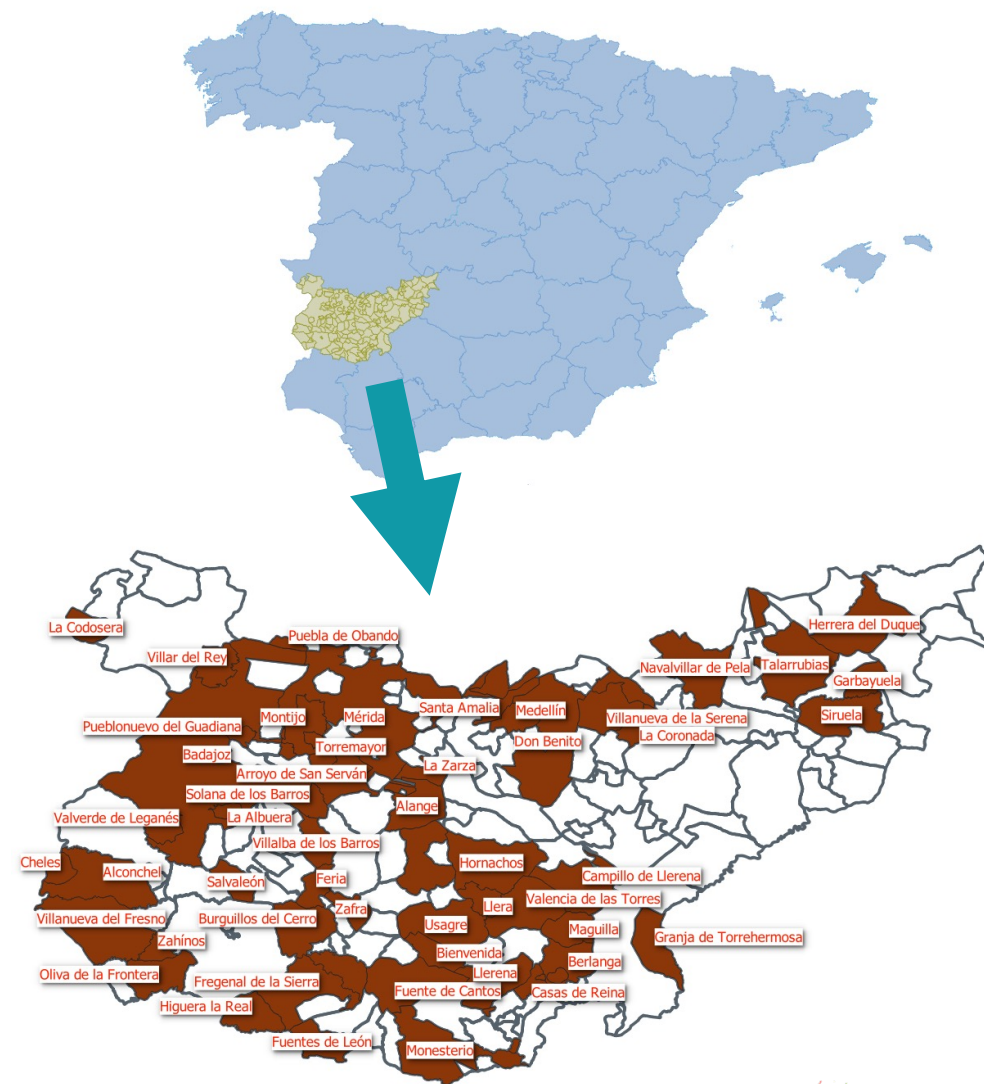 La Codosera
Puebla de Obando
Herrera del Duque
Villar del Rey
Navalvillar de Pela
Talarrubias
Garbayuela
Santa Amalia
Medellín
Siruela
Montijo
Mérida
Villanueva de la Serena
Pueblonuevo del Guadiana
La Coronada
Torremayor
Don Benito
Badajoz
La Zarza
Arroyo de San Serván
Solana de los Barros
Alange
Valverde de Leganés
La Albuera
Villalba de los Barros
Cheles
Alconchel
Hornachos
Salvaleón
Feria
Campillo de Llerena
Valencia de las Torres
Llera
Zafra
Villanueva del Fresno
Burguillos del Cerro
Usagre
Maguilla
Granja de Torrehermosa
Zahínos
Bienvenida
Berlanga
Oliva de la Frontera
Llerena
Fregenal de la Sierra
Fuente de Cantos
Casas de Reina
Higuera la Real
Fuentes de León
Monesterio